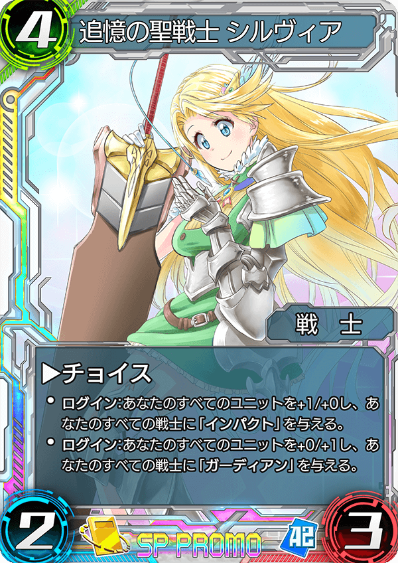 4
追憶の聖戦士 シルヴィア
戦 士
▶チョイス
• ログイン:あなたのすべてのユニットを+1/+0し、あ
なたのすべての戦士に「インパクト」を与える。
• ログイン:あなたのすべてのユニットを+0/+1し、あ
なたのすべての戦士に「ガーディアン」を与える。
2
SP PROMO
A2
3